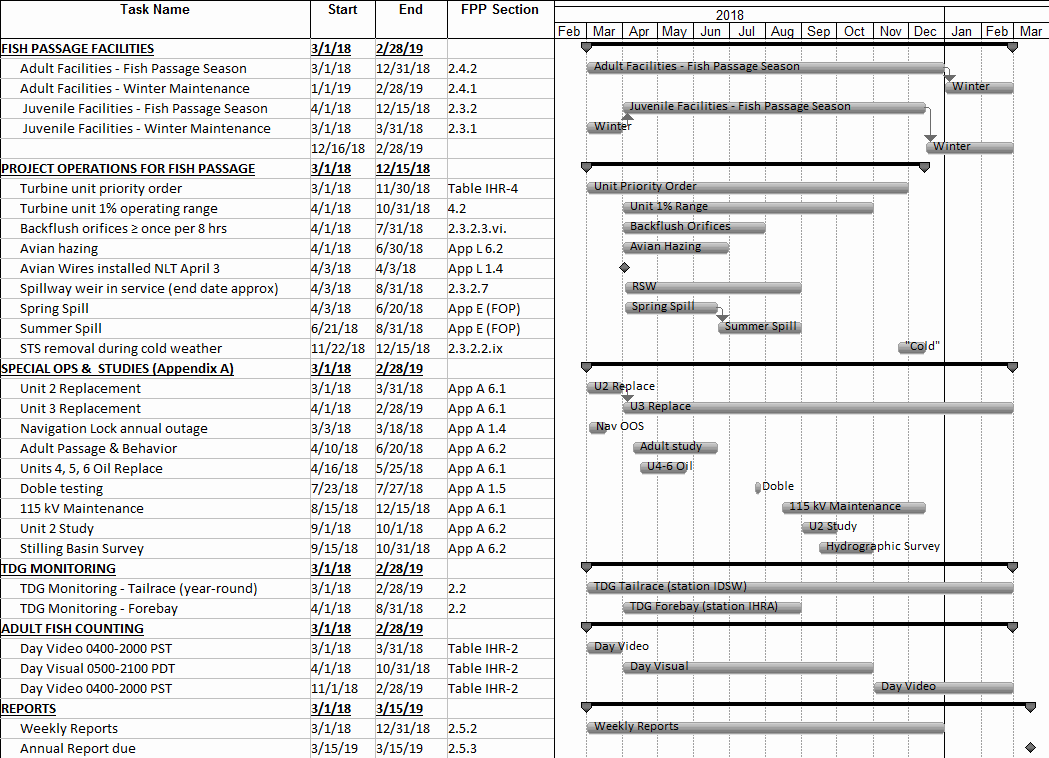 Task Name Start End FPP Section
2018
Feb Mar Apr May Jun Jul Aug Sep Oct Nov Dec Jan Feb Mar
FISH PASSAGE FACILITIES 3/1/18 2/28/19
Adult Facilities - Fish Passage Season 3/1/18 12/31/18 2.4.2 Adult Facilities - Fish Passage Season
Adult Facilities - Winter Maintenance 1/1/19 2/28/19 2.4.1 Winter
Juvenile Facilities - Fish Passage Season 4/1/18 12/15/18 2.3.2 Juvenile Facilities - Fish Passage Season
Juvenile Facilities - Winter Maintenance 3/1/18 3/31/18 2.3.1 Winter
12/16/18 2/28/19 Winter
PROJECT OPERATIONS FOR FISH PASSAGE 3/1/18 12/15/18
Turbine unit priority order 3/1/18 11/30/18 Table IHR-4 Unit Priority Order
Turbine unit 1% operating range 4/1/18 10/31/18 4.2 Unit 1% Range
Backflush orifices ≥ once per 8 hrs 4/1/18 7/31/18 2.3.2.3.vi. Backflush Orifices
Avian hazing 4/1/18 6/30/18 App L 6.2 Avian Hazing
Avian Wires installed NLT April 3 4/3/18 4/3/18 App L 1.4
Spillway weir in service (end date approx) 4/3/18 8/31/18 2.3.2.7 RSW
Spring Spill 4/3/18 6/20/18 App E (FOP) Spring Spill
Summer Spill 6/21/18 8/31/18 App E (FOP) Summer Spill
STS removal during cold weather 11/22/18 12/15/18 2.3.2.2.ix "Cold"
SPECIAL OPS & STUDIES (Appendix A) 3/1/18 2/28/19
Unit 2 Replacement 3/1/18 3/31/18 App A 6.1 U2 Replace
Unit 3 Replacement 4/1/18 2/28/19 App A 6.1 U3 Replace
Navigation Lock annual outage 3/3/18 3/18/18 App A 1.4 Nav OOS
Adult Passage & Behavior 4/10/18 6/20/18 App A 6.2 Adult study
Units 4, 5, 6 Oil Replace 4/16/18 5/25/18 App A 6.1 U4-6 Oil
Doble testing 7/23/18 7/27/18 App A 1.5 Doble
115 kV Maintenance 8/15/18 12/15/18 App A 6.1 115 kV Maintenance
Unit 2 Study 9/1/18 10/1/18 App A 6.2 U2 Study
Stilling Basin Survey 9/15/18 10/31/18 App A 6.2 Hydrographic Survey
TDG MONITORING 3/1/18 2/28/19
TDG Monitoring - Tailrace (year-round) 3/1/18 2/28/19 2.2 TDG Tailrace (station IDSW)
TDG Monitoring - Forebay 4/1/18 8/31/18 2.2 TDG Forebay (station IHRA)
ADULT FISH COUNTING 3/1/18 2/28/19
Day Video 0400-2000 PST 3/1/18 3/31/18 Table IHR-2 Day Video
Day Visual 0500-2100 PDT 4/1/18 10/31/18 Table IHR-2 Day Visual
Day Video 0400-2000 PST 11/1/18 2/28/19 Table IHR-2 Day Video
REPORTS 3/1/18 3/15/19
Weekly Reports 3/1/18 12/31/18 2.5.2 Weekly Reports
Annual Report due 3/15/19 3/15/19 2.5.3